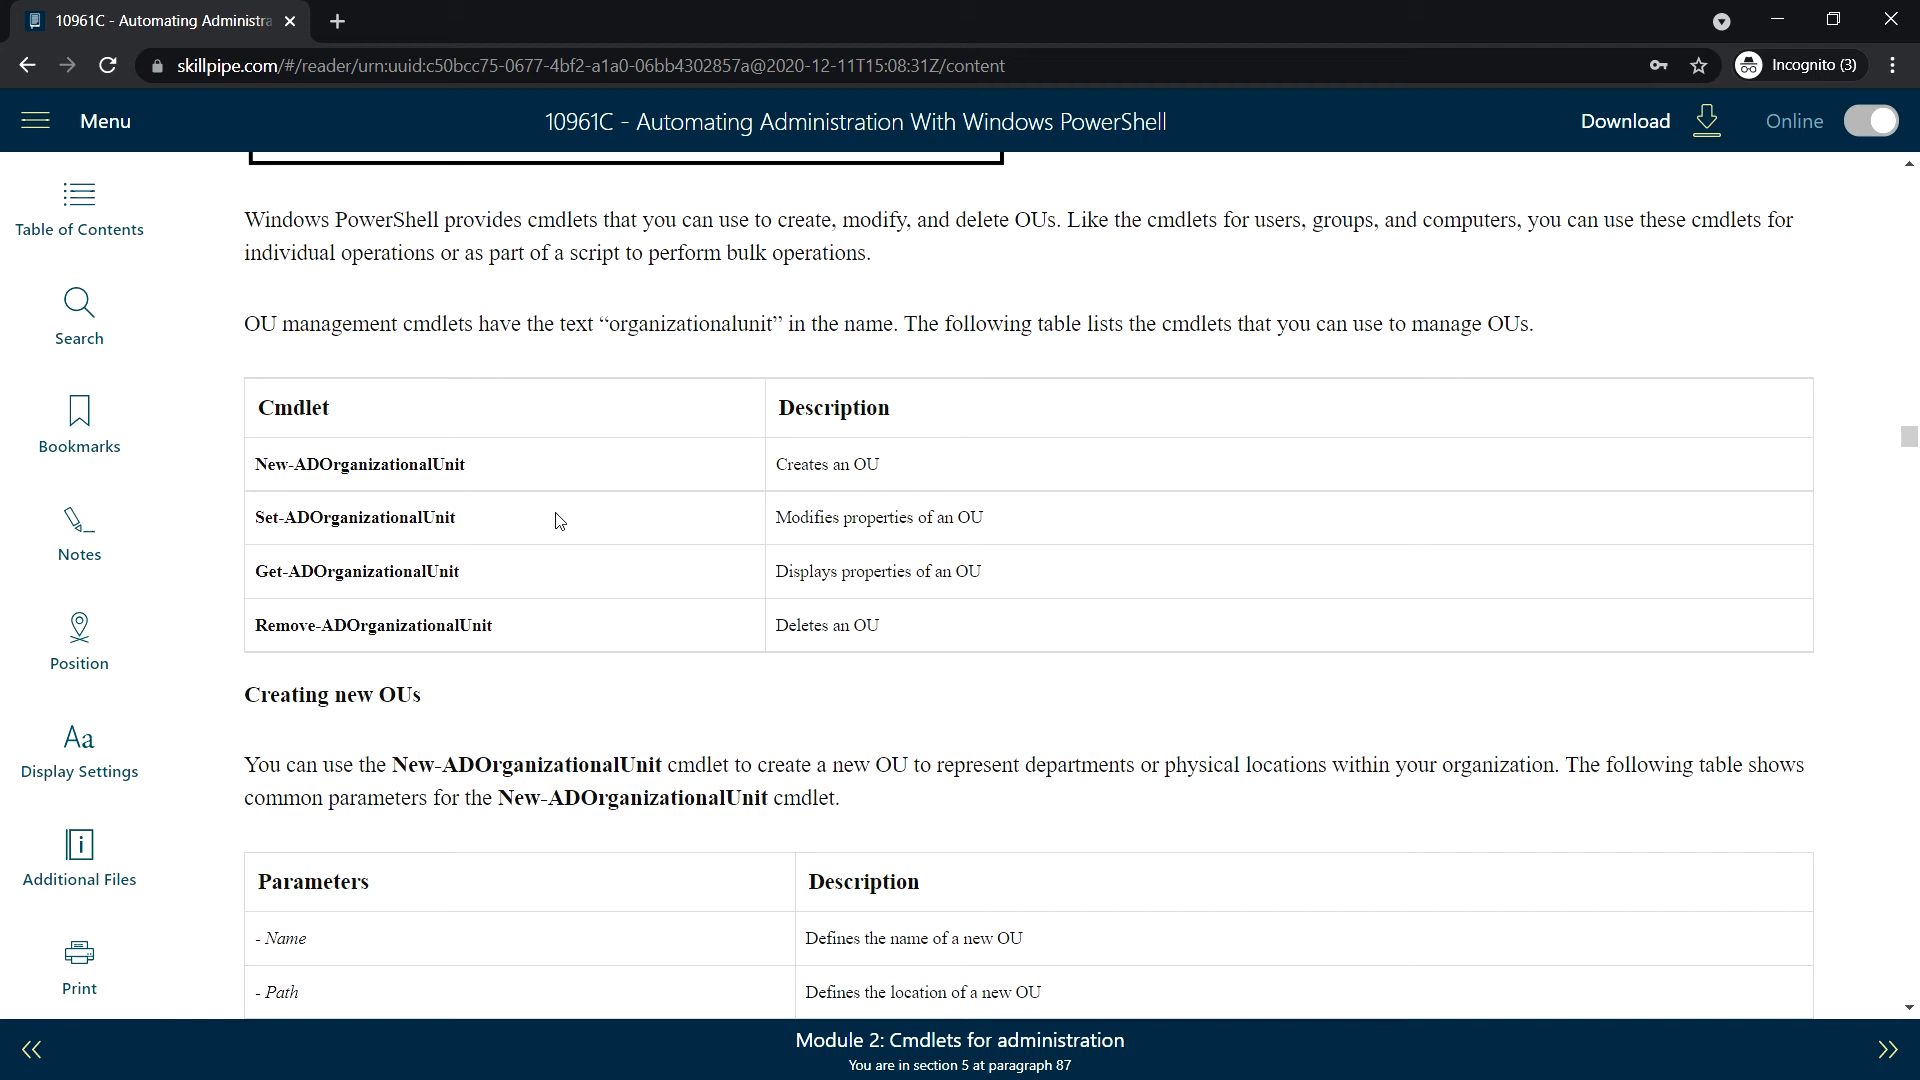 10961C - Automating Administra
skillpipe.com/#/reader/urn:uuid:c50bcc75-0677-4bf2-a1a0-06bb4302857a@2020-12-11T15:08:31Z/content
Incognito (3)
Menu
10961C - Automating Administration With Windows PowerShell
Download
Online
Table of Contents
Search
Bookmarks
Notes
Position
Aa
Display Settings
Additional Files
Print
Windows PowerShell provides cmdlets that you can use to create, modify, and delete OUs. Like the cmdlets for users, groups, and computers, you can use these cmdlets for
individual operations or as part of a script to perform bulk operations.
OU management cmdlets have the text “organizationalunit” in the name. The following table lists the cmdlets that you can use to manage OUs.
Cmdlet Description
New-ADOrganizationalUnit Creates an OU
Set-ADOrganizationalUnit Modifies properties of an OU
Get-ADOrganizationalUnit Displays properties of an OU
Remove-ADOrganizationalUnit Deletes an OU
Creating new OUs
You can use the New-ADOrganizationalUnit cmdlet to create a new OU to represent departments or physical locations within your organization. The following table shows
common parameters for the New-ADOrganizationalUnit cmdlet.
Parameters Description
- Name Defines the name of a new OU
- Path Defines the location of a new OU
Module 2: Cmdlets for administration
You are in section 5 at paragraph 87